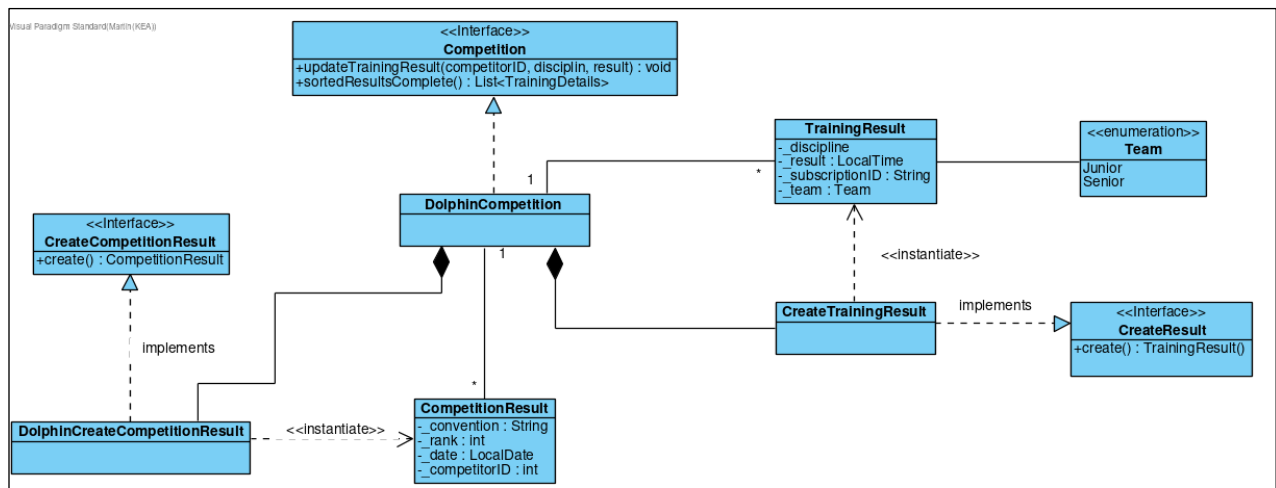 Visual Paradigm Standard(Martin(KEA))
<<Interface>>
Competition
+updateTrainingResult(competitorID, disciplin, result) : void
+sortedResultsComplete() : List<TrainingDetails>
TrainingResult
-_discipline
-_result : LocalTime
-_subscriptionID : String
-_team : Team
<<enumeration>>
Team
Junior
Senior
1
*
DolphinCompetition
1
<<Interface>>
CreateCompetitionResult
+create() : CompetitionResult
<<instantiate>>
implements
CreateTrainingResult
implements
<<Interface>>
CreateResult
+create() : TrainingResult()
*
DolphinCreateCompetitionResult
<<instantiate>>
CompetitionResult
-_convention : String
-_rank : int
-_date : LocalDate
-_competitorID : int